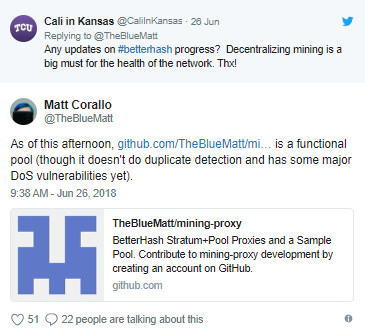 TCU
Cali in Kansas @CaliInKansas · 26 Jun
Replying to @TheBlueMatt
Any updates on #betterhash progress?  Decentralizing mining is a
big must for the health of the network. Thx!
Matt Corallo
@TheBlueMatt
As of this afternoon, github.com/TheBlueMatt/mi… is a functional
pool (though it doesn't do duplicate detection and has some major
DoS vulnerabilities yet).
9:38 AM - Jun 26, 2018
TheBlueMatt/mining-proxy
BetterHash Stratum+Pool Proxies and a Sample
Pool. Contribute to mining-proxy development by
creating an account on GitHub.
github.com
51 22 people are talking about this